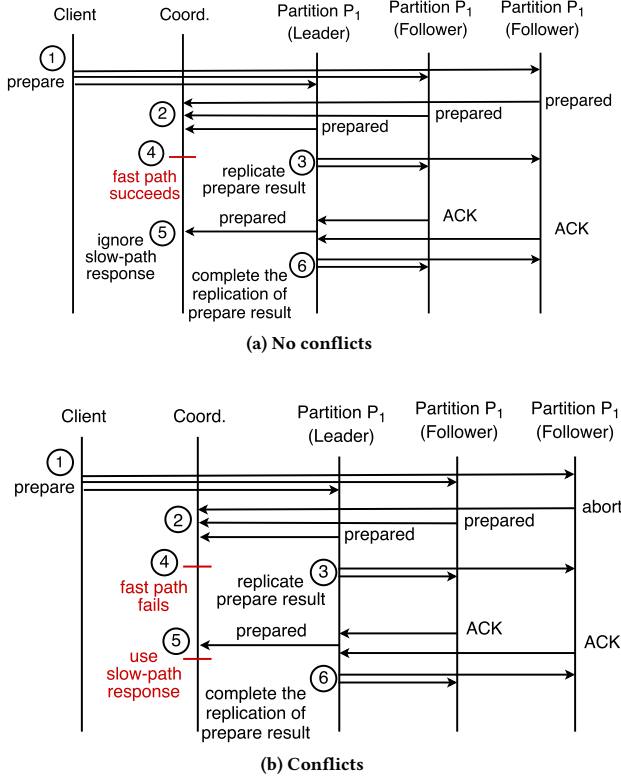 Client
Coord.
Partition P1
(Leader)
Partition P1
(Follower)
Partition P1
(Follower)
1
prepare
prepared
2
prepared
prepared
4
fast path
succeeds
3
replicate
prepare result
prepared
ACK
ACK
5
ignore
slow-path
response
6
complete the
replication of
prepare result
(a) No conflicts
Client
Coord.
Partition P1
(Leader)
Partition P1
(Follower)
Partition P1
(Follower)
1
prepare
abort
2
prepared
prepared
4
fast path
fails
3
replicate
prepare result
prepared
ACK
ACK
5
use
slow-path
response
6
complete the
replication of
prepare result
(b) Conflicts